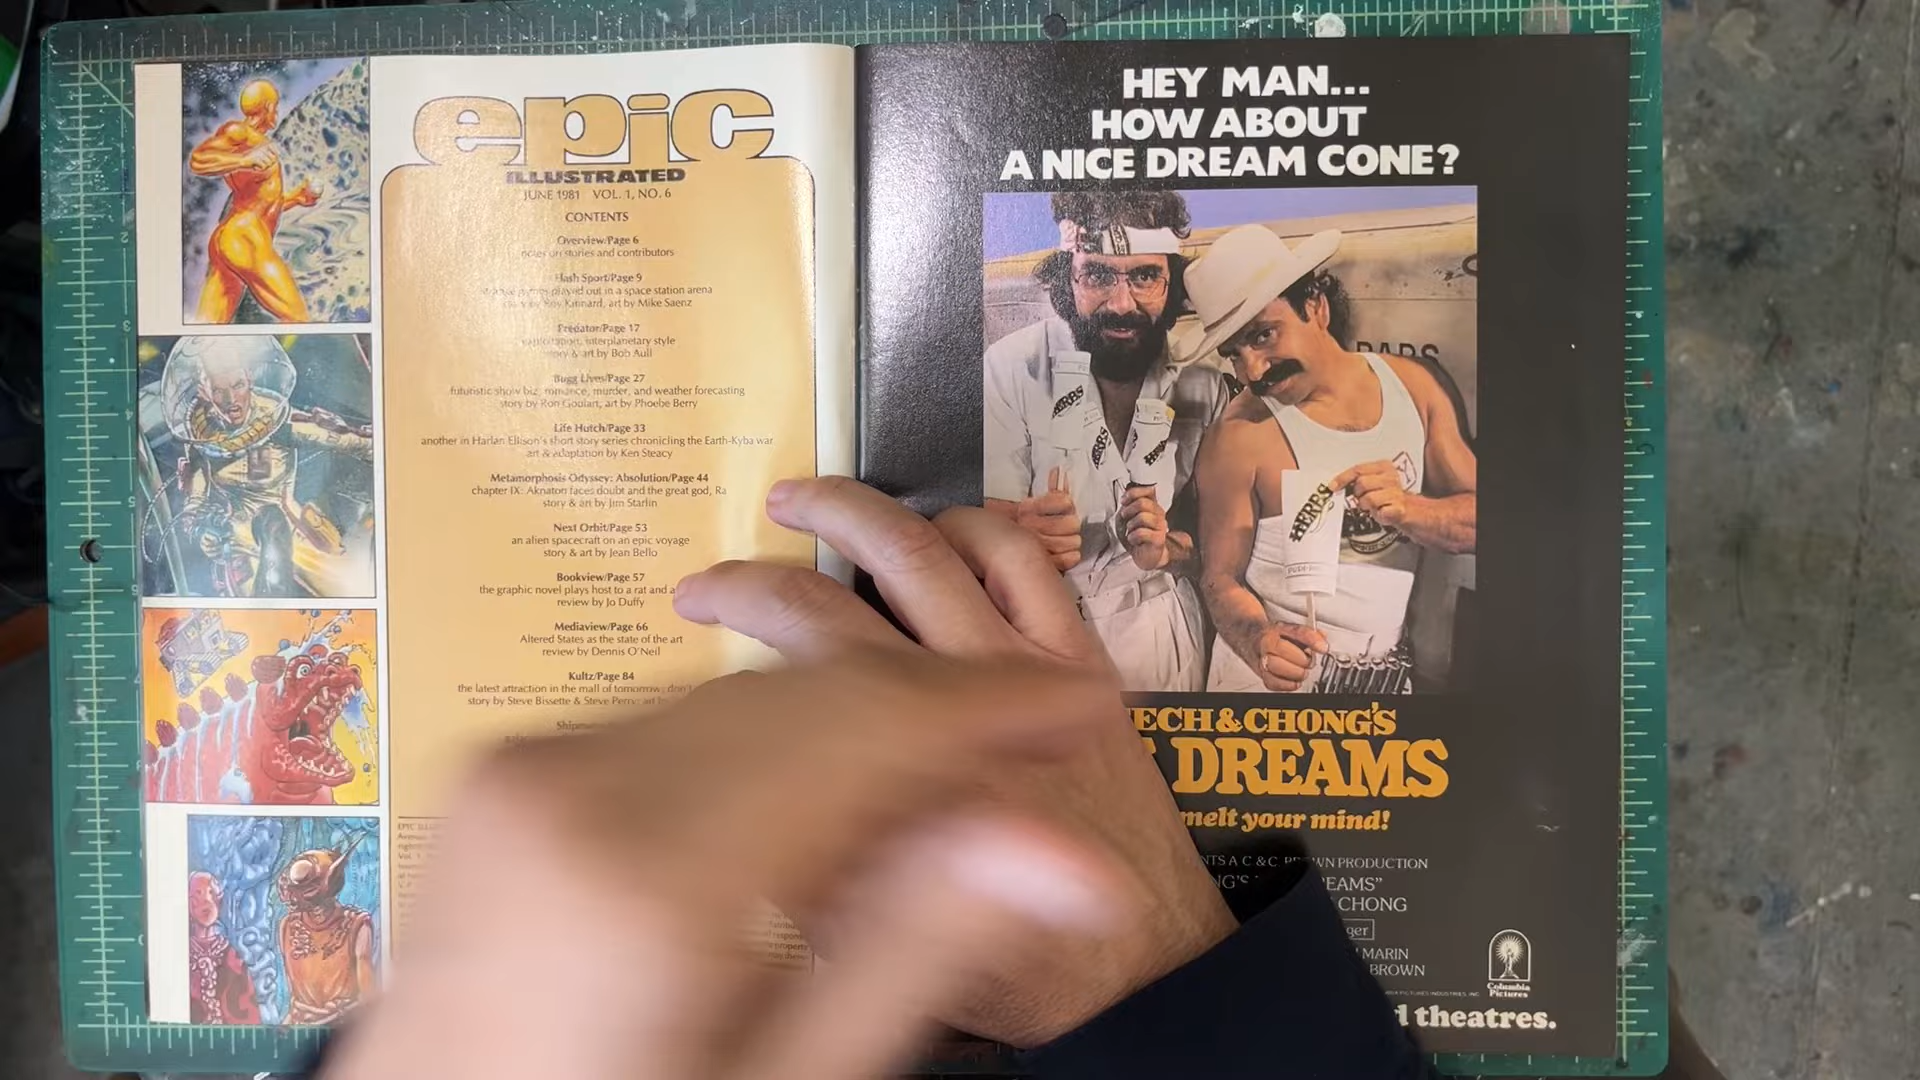 epic
ILLUSTRATED
JUNE 1981 VOL. 1, NO. 6
CONTENTS
Overview/Page 6
notes on stories and contributors
Flash Sport/Page 9
played out in a space station arena
story by Roy Kinnard, art by Mike Saenz
Predator/Page 17
exploitation, interplanetary style
story & art by Bob Aull
Bugg Lives/Page 27
futuristic show biz, romance, murder, and weather forecasting
story by Ron Goulart, art by Phoebe Berry
Life Hutch/Page 33
another in Harlan Ellison's short story series chronicling the Earth-Kyba war
art & adaptation by Ken Steacy
Metamorphosis Odyssey: Absolution/Page 44
chapter IX: Aknaton faces doubt and the great god, Ra
story & art by Jim Starlin
Next Orbit/Page 53
an alien spacecraft on an epic voyage
story & art by Jean Bello
Bookview/Page 57
the graphic novel plays host to a rat and a
review by Jo Duffy
Mediaview/Page 66
Altered States as the state of the art
review by Dennis O'Neil
Kultz/Page 84
the latest attraction in the mall of tomorrow: don't
story by Steve Bissette & Steve Perry; art by
HEY MAN...
HOW ABOUT
A NICE DREAM CONE?
HERBS
HERBS
HERBS
ECH & CHONG'S
DREAMS
melt your mind!
NTS A C & C BROWN PRODUCTION
NG'S EAMS"
CHONG
ger
MARIN
BROWN
Columbia
Pictures
d theatres.